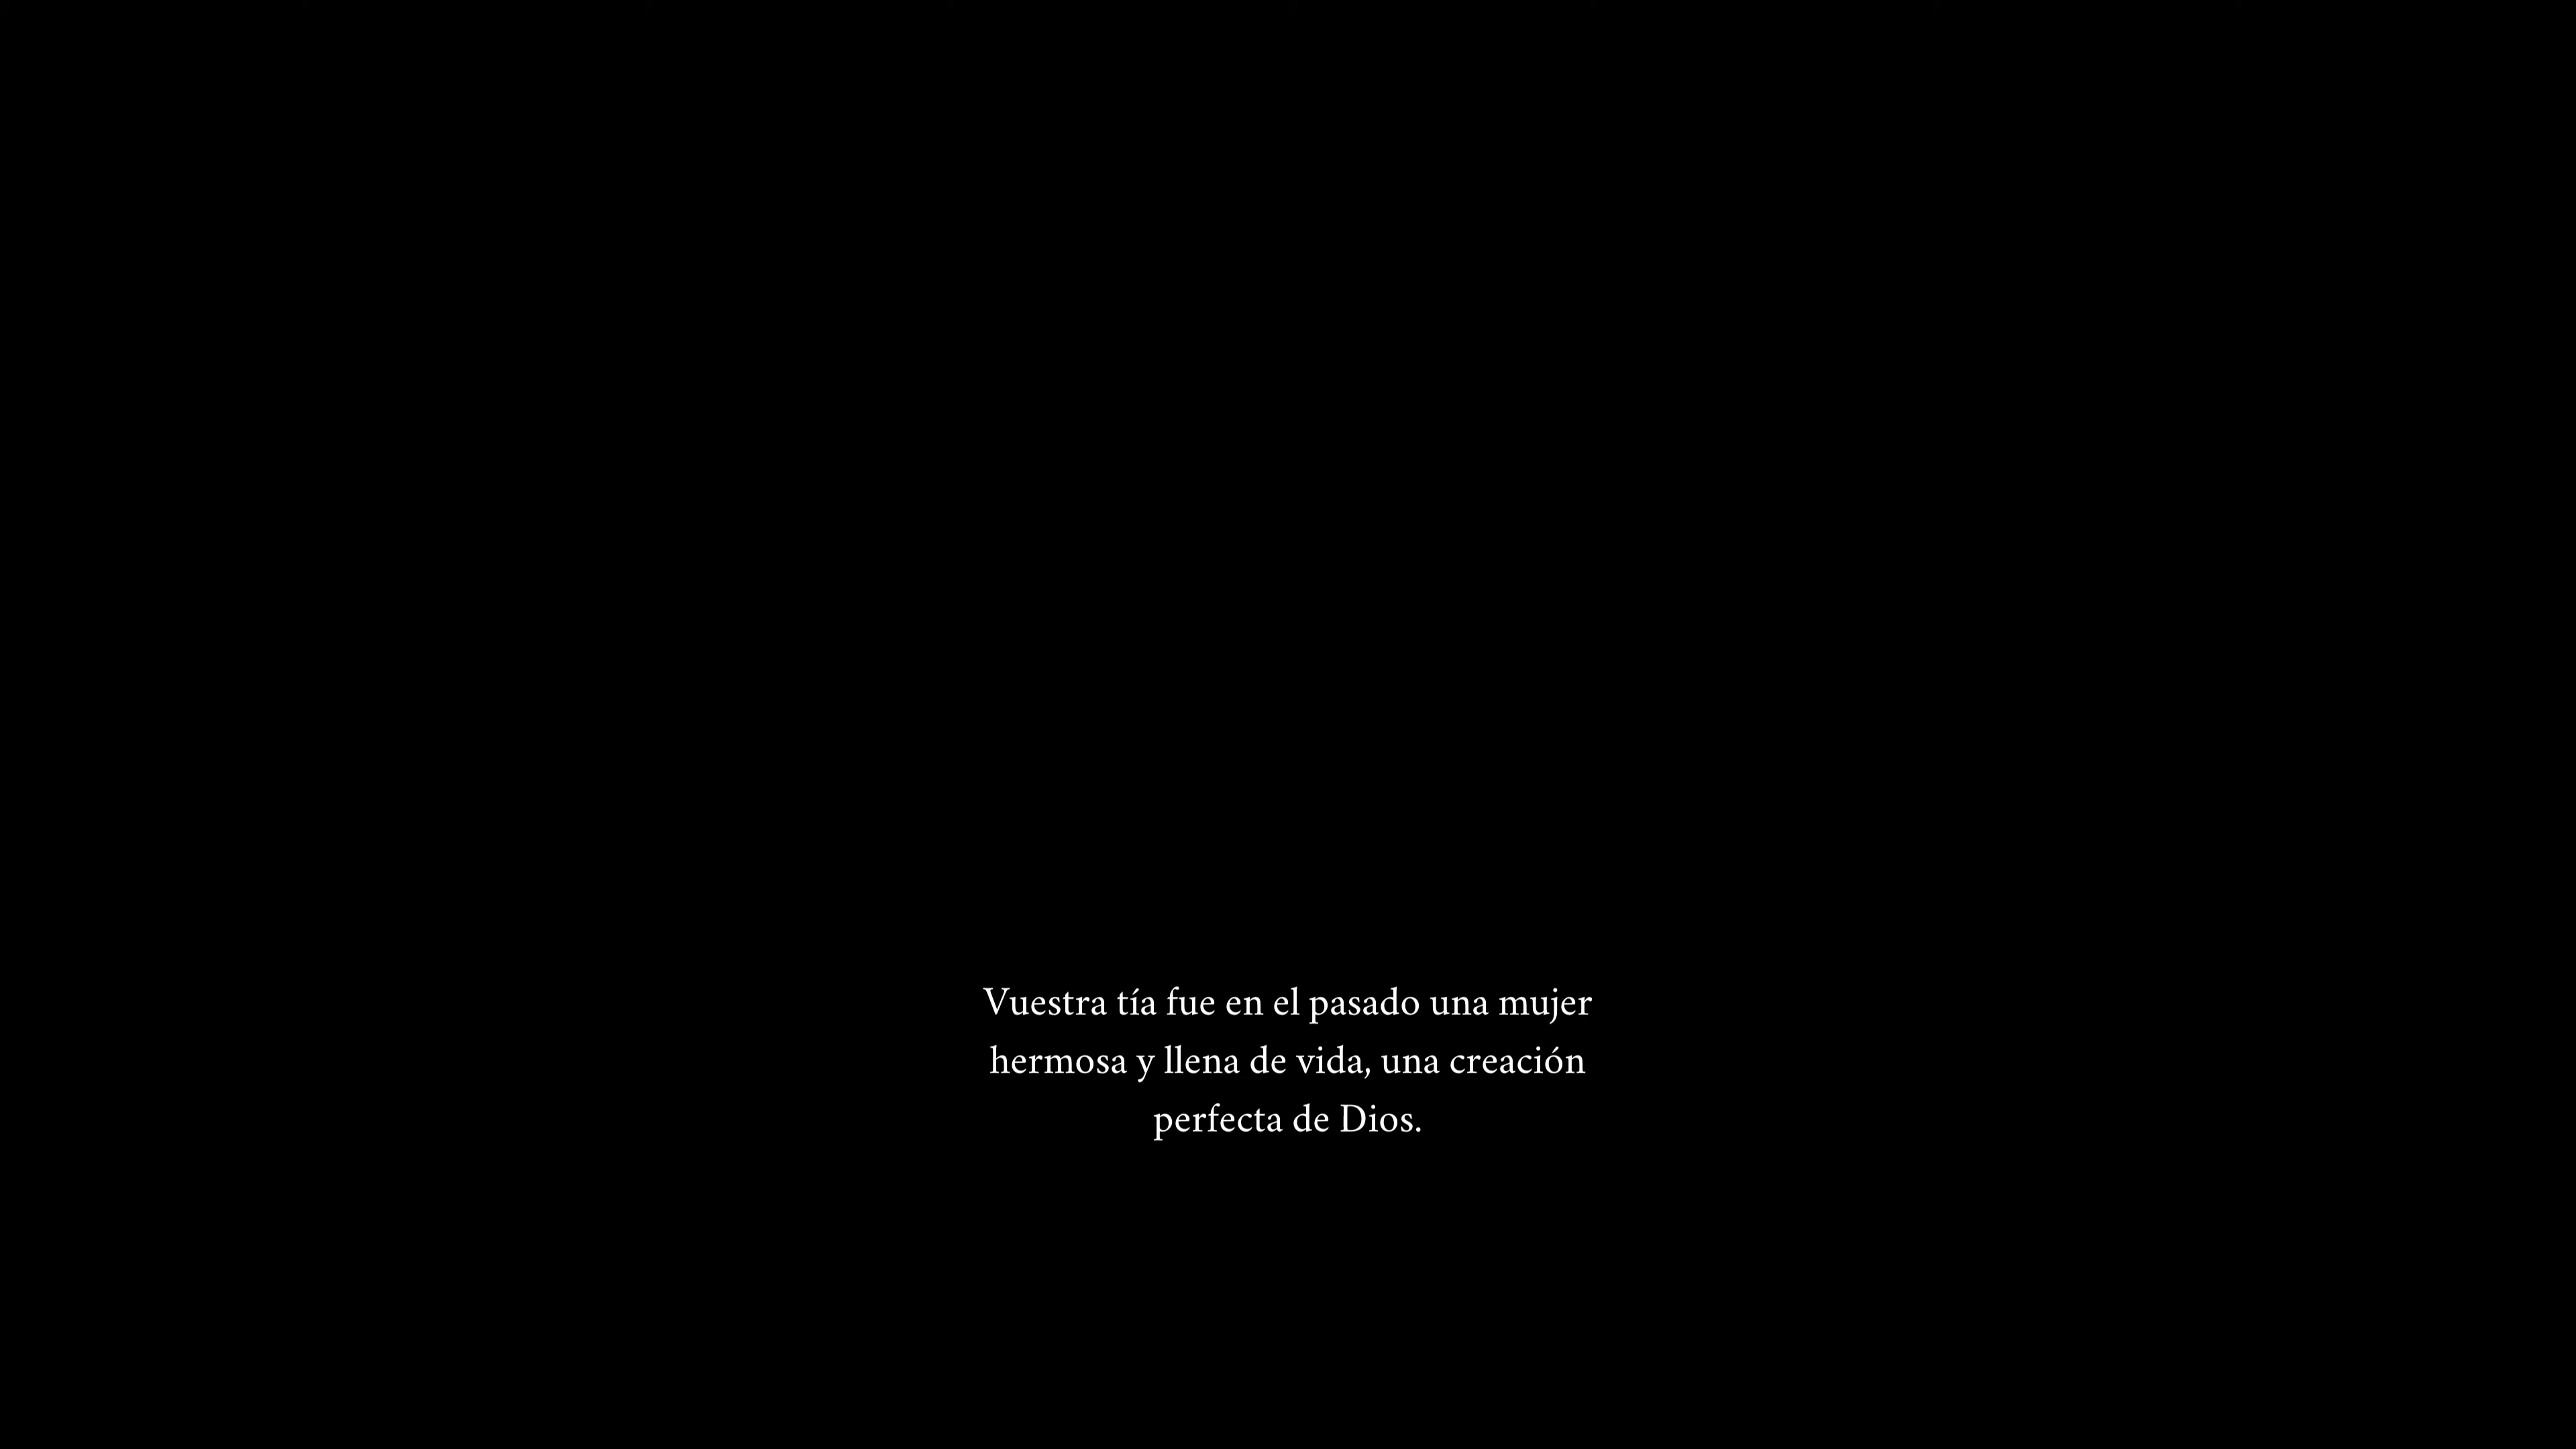 Vuestra tía fue en el pasado una mujer
hermosa y llena de vida, una creación
perfecta de Dios.